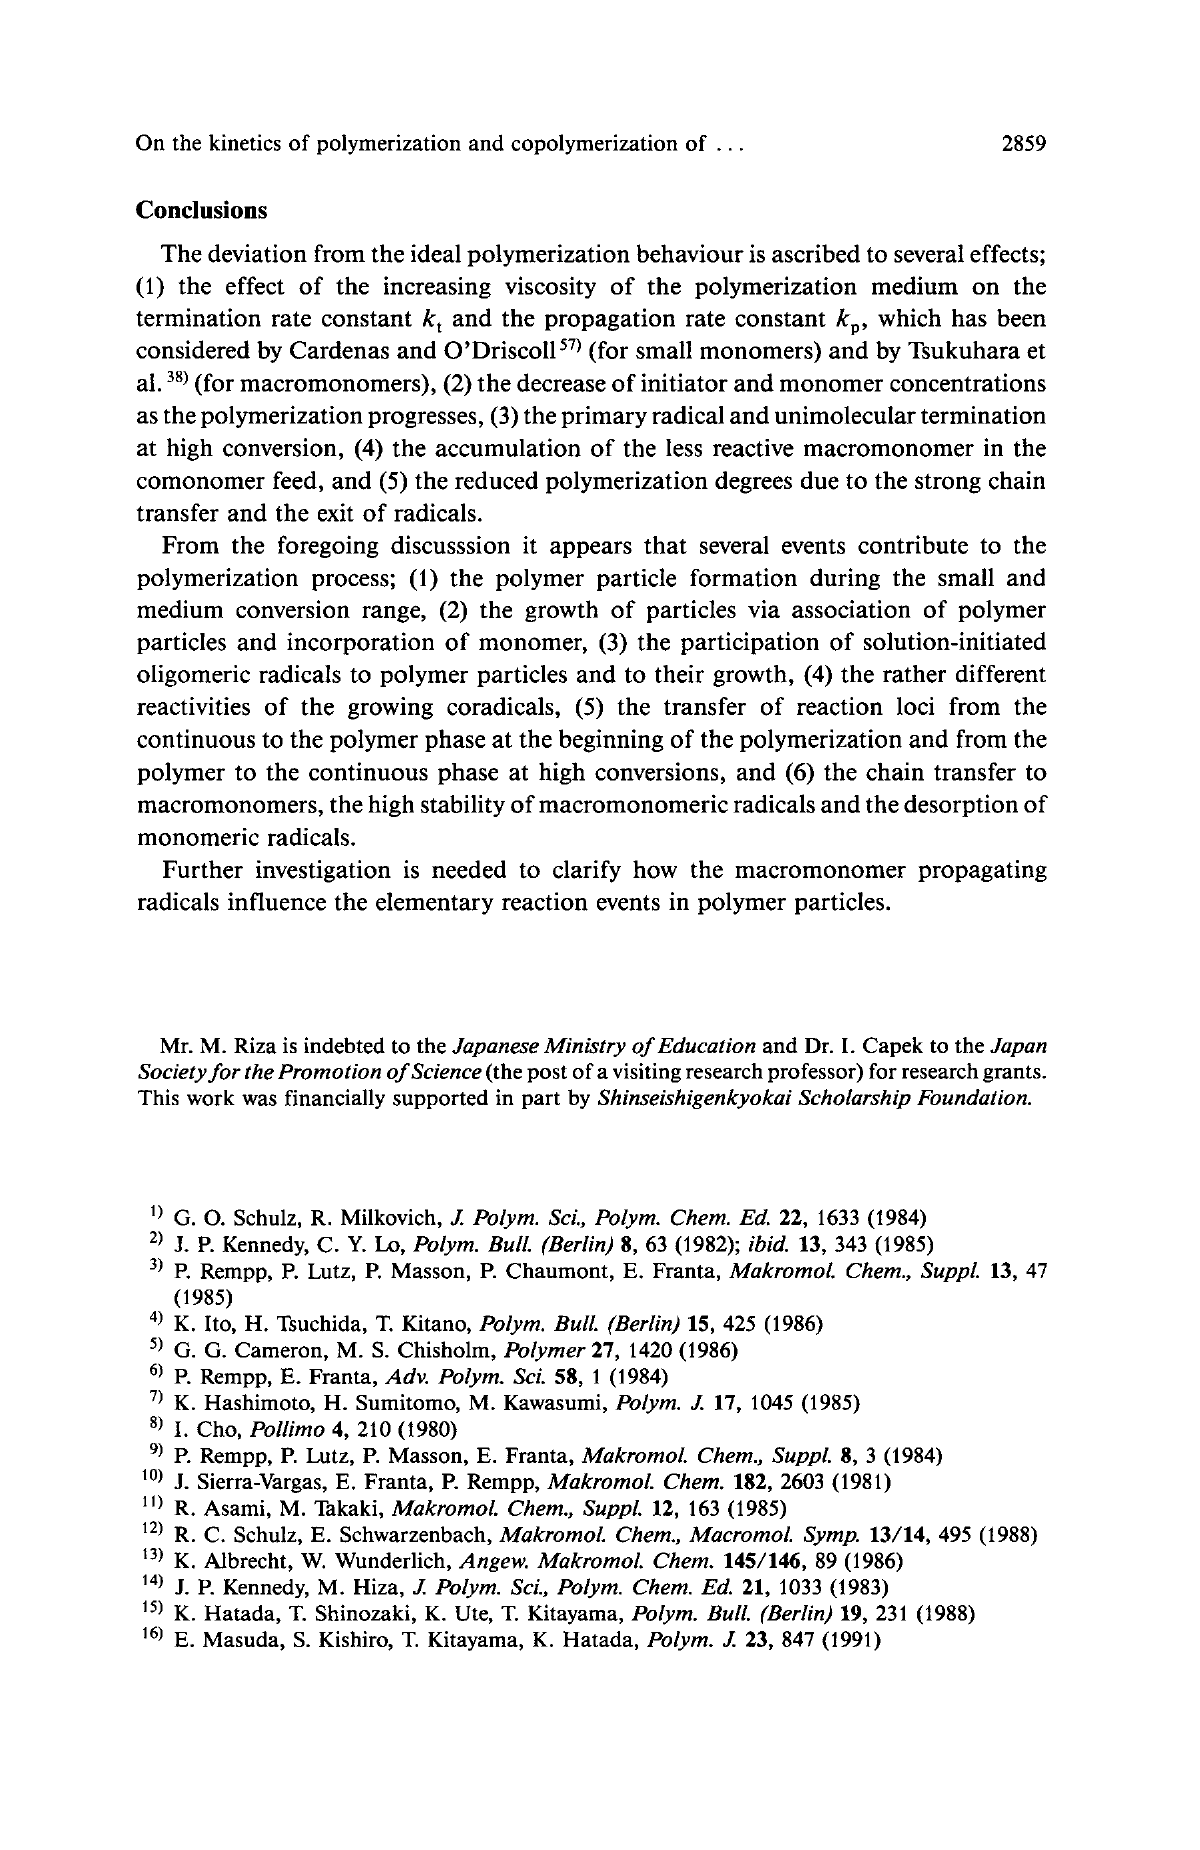 On the kinetics of polymerization and copolymerization of ... 2859
Conclusions
The deviation from the ideal polymerization behaviour is ascribed to several effects;
(1) the effect of the increasing viscosity of the polymerization medium on the
termination rate constant kt and the propagation rate constant kp, which has been
considered by Cardenas and O'Driscoll 57) (for small monomers) and by Tsukuhara et
al. 38) (for macromonomers), (2) the decrease of initiator and monomer concentrations
as the polymerization progresses, (3) the primary radical and unimolecular termination
at high conversion, (4) the accumulation of the less reactive macromonomer in the
comonomer feed, and (5) the reduced polymerization degrees due to the strong chain
transfer and the exit of radicals.
From the foregoing discusssion it appears that several events contribute to the
polymerization process; (1) the polymer particle formation during the small and
medium conversion range, (2) the growth of particles via association of polymer
particles and incorporation of monomer, (3) the participation of solution-initiated
oligomeric radicals to polymer particles and to their growth, (4) the rather different
reactivities of the growing coradicals, (5) the transfer of reaction loci from the
continuous to the polymer phase at the beginning of the polymerization and from the
polymer to the continuous phase at high conversions, and (6) the chain transfer to
macromonomers, the high stability of macromonomeric radicals and the desorption of
monomeric radicals.
Further investigation is needed to clarify how the macromonomer propagating
radicals influence the elementary reaction events in polymer particles.
Mr. M. Riza is indebted to the Japanese Ministry of Education and Dr. I. Capek to the Japan
Society for the Promotion of Science (the post of a visiting research professor) for research grants.
This work was financially supported in part by Shinseishigenkyokai Scholarship Foundation.
1) G. O. Schulz, R. Milkovich, J. Polym. Sci., Polym. Chem. Ed. 22, 1633 (1984)
2) J. P. Kennedy, C. Y. Lo, Polym. Bull. (Berlin) 8, 63 (1982); ibid. 13, 343 (1985)
3) P. Rempp, P. Lutz, P. Masson, P. Chaumont, E. Franta, Makromol. Chem., Suppl. 13, 47
(1985)
4) K. Ito, H. Tsuchida, T. Kitano, Polym. Bull. (Berlin) 15, 425 (1986)
5) G. G. Cameron, M. S. Chisholm, Polymer 27, 1420 (1986)
6) P. Rempp, E. Franta, Adv. Polym. Sci. 58, 1 (1984)
7) K. Hashimoto, H. Sumitomo, M. Kawasumi, Polym. J. 17, 1045 (1985)
8) I. Cho, Pollimo 4, 210 (1980)
9) P. Rempp, P. Lutz, P. Masson, E. Franta, Makromol. Chem., Suppl. 8, 3 (1984)
10) J. Sierra-Vargas, E. Franta, P. Rempp, Makromol. Chem. 182, 2603 (1981)
11) R. Asami, M. Takaki, Makromol. Chem., Suppl. 12, 163 (1985)
12) R. C. Schulz, E. Schwarzenbach, Makromol. Chem., Macromol. Symp. 13/14, 495 (1988)
13) K. Albrecht, W. Wunderlich, Angew. Makromol. Chem. 145/146, 89 (1986)
14) J. P. Kennedy, M. Hiza, J. Polym. Sci., Polym. Chem. Ed. 21, 1033 (1983)
15) K. Hatada, T. Shinozaki, K. Ute, T. Kitayama, Polym. Bull. (Berlin) 19, 231 (1988)
16) E. Masuda, S. Kishiro, T. Kitayama, K. Hatada, Polym. J. 23, 847 (1991)